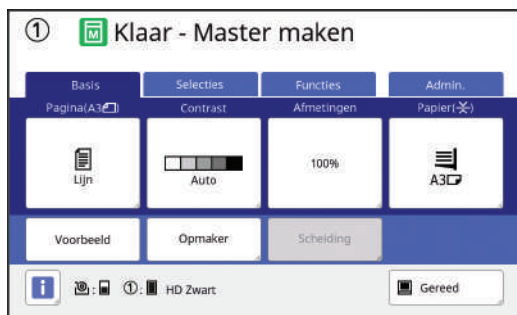 ① Klaar - Master maken
Basis Selecties Functies Admin.
Pagina(A3) Contrast Afmetingen Papier()
Lijn Auto 100% A3
Voorbeeld Opmaker Scheiding
i : ①: HD Zwart Gereed